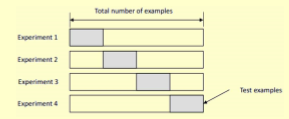 Total number of examples
Experiment 1
Experiment 2
Experiment 3
Test examples
Experiment 4